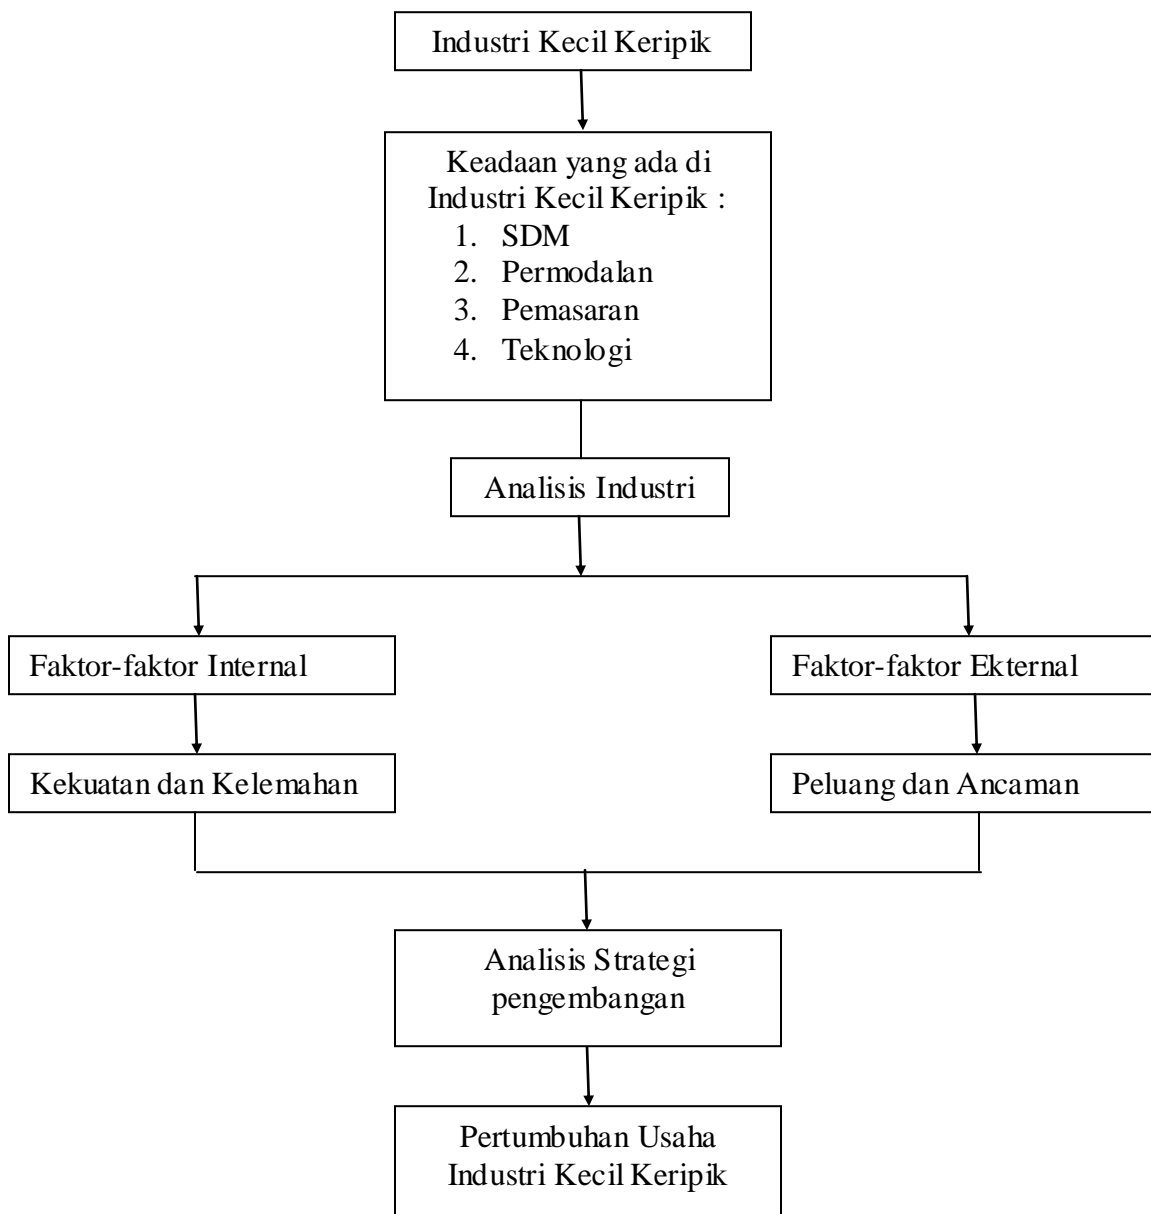 Industri Kecil Keripik
Keadaan yang ada di
Industri Kecil Keripik :
1. SDM
2. Permodalan
3. Pemasaran
4. Teknologi
Analisis Industri
Faktor-faktor Internal
Faktor-faktor Ekternal
Kekuatan dan Kelemahan
Peluang dan Ancaman
Analisis Strategi
pengembangan
Pertumbuhan Usaha
Industri Kecil Keripik